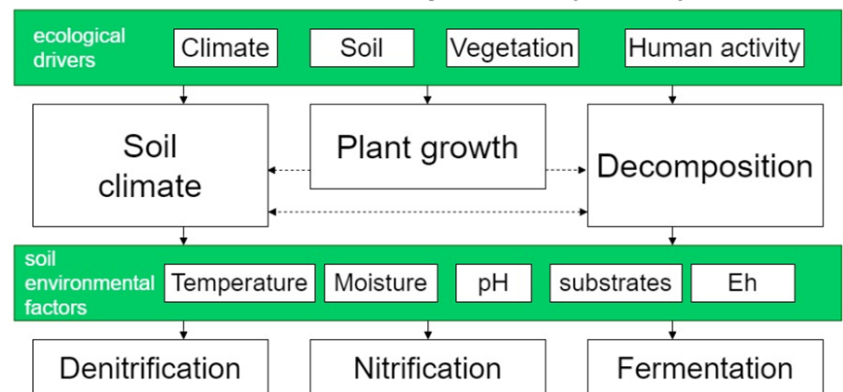 ecological
drivers
Climate
Soil
Vegetation
Human activity
Soil
climate
Plant growth
Decomposition
soil
environmental
factors
Temperature
Moisture
pH
substrates
Eh
Denitrification
Nitrification
Fermentation